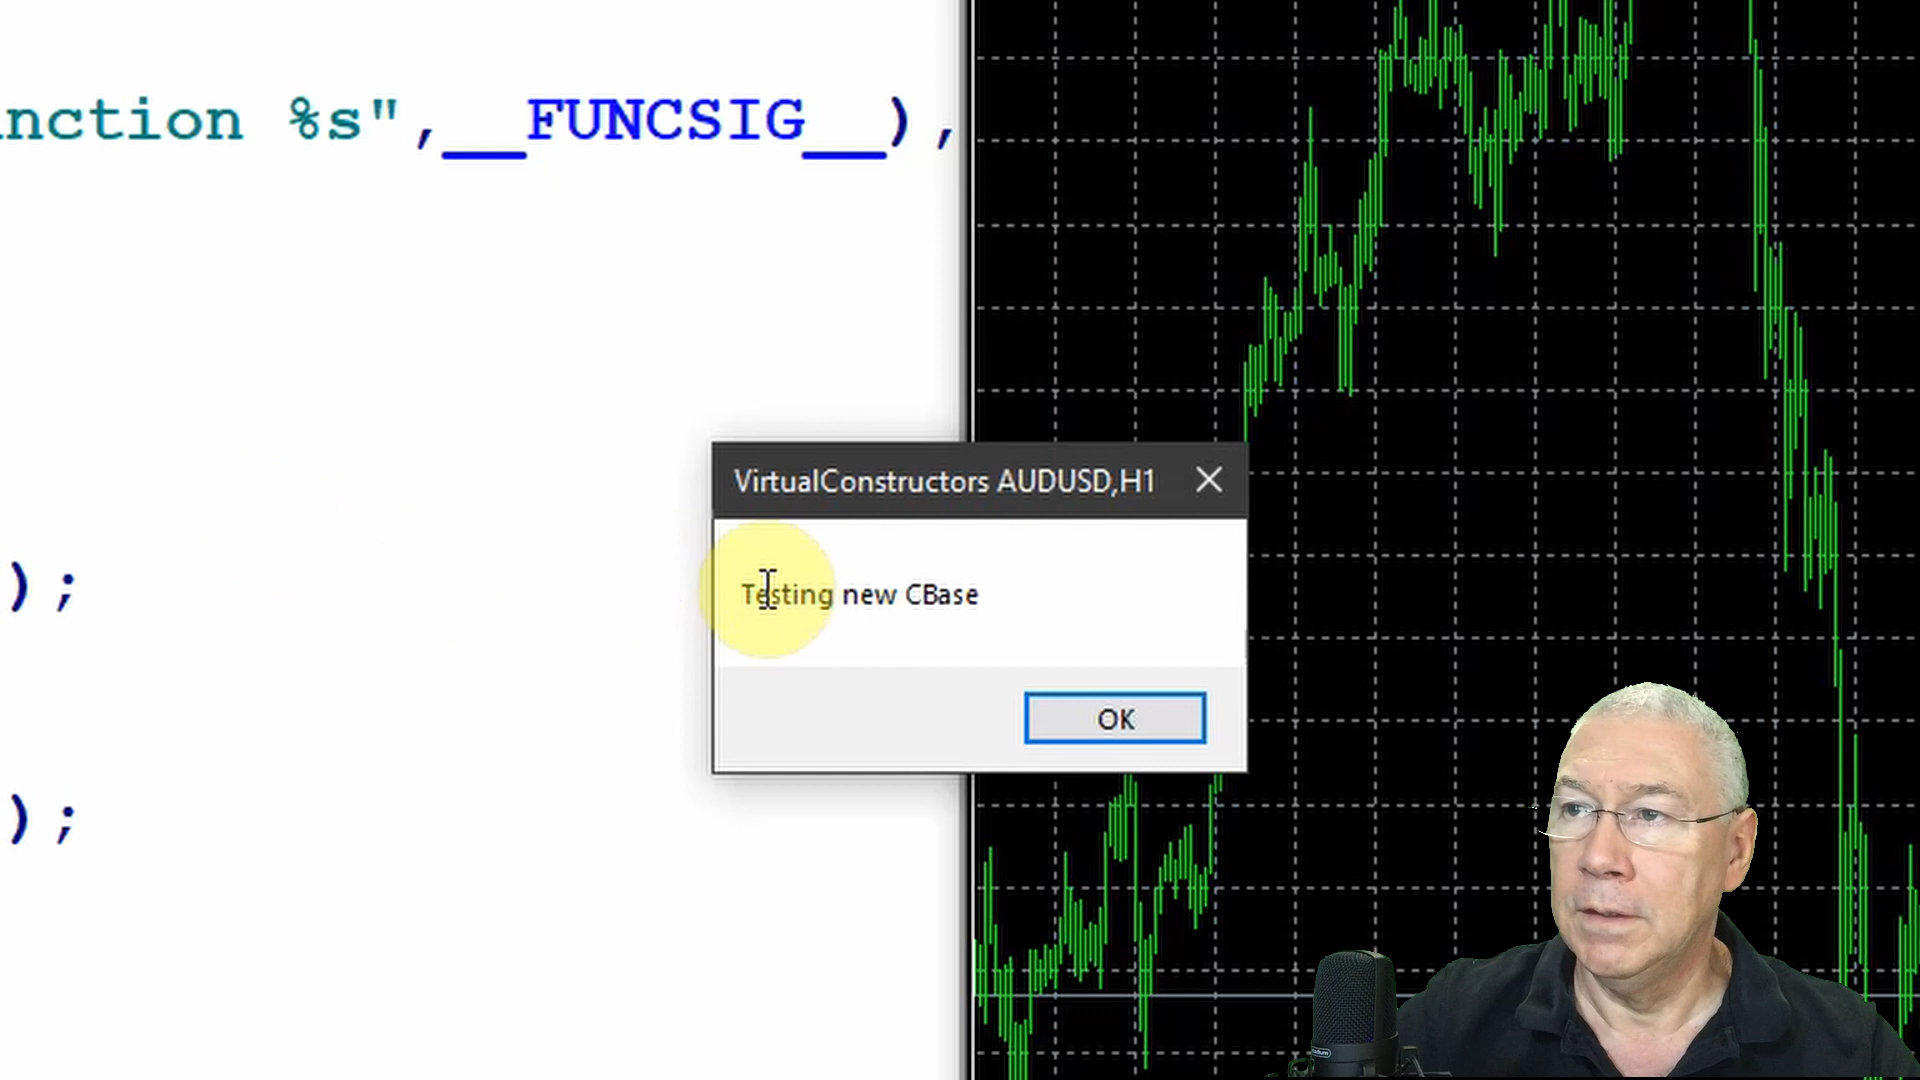 nction %s",__FUNCSIG__),
VirtualConstructors AUDUSD,H1
Testing new CBase
);
OK
);